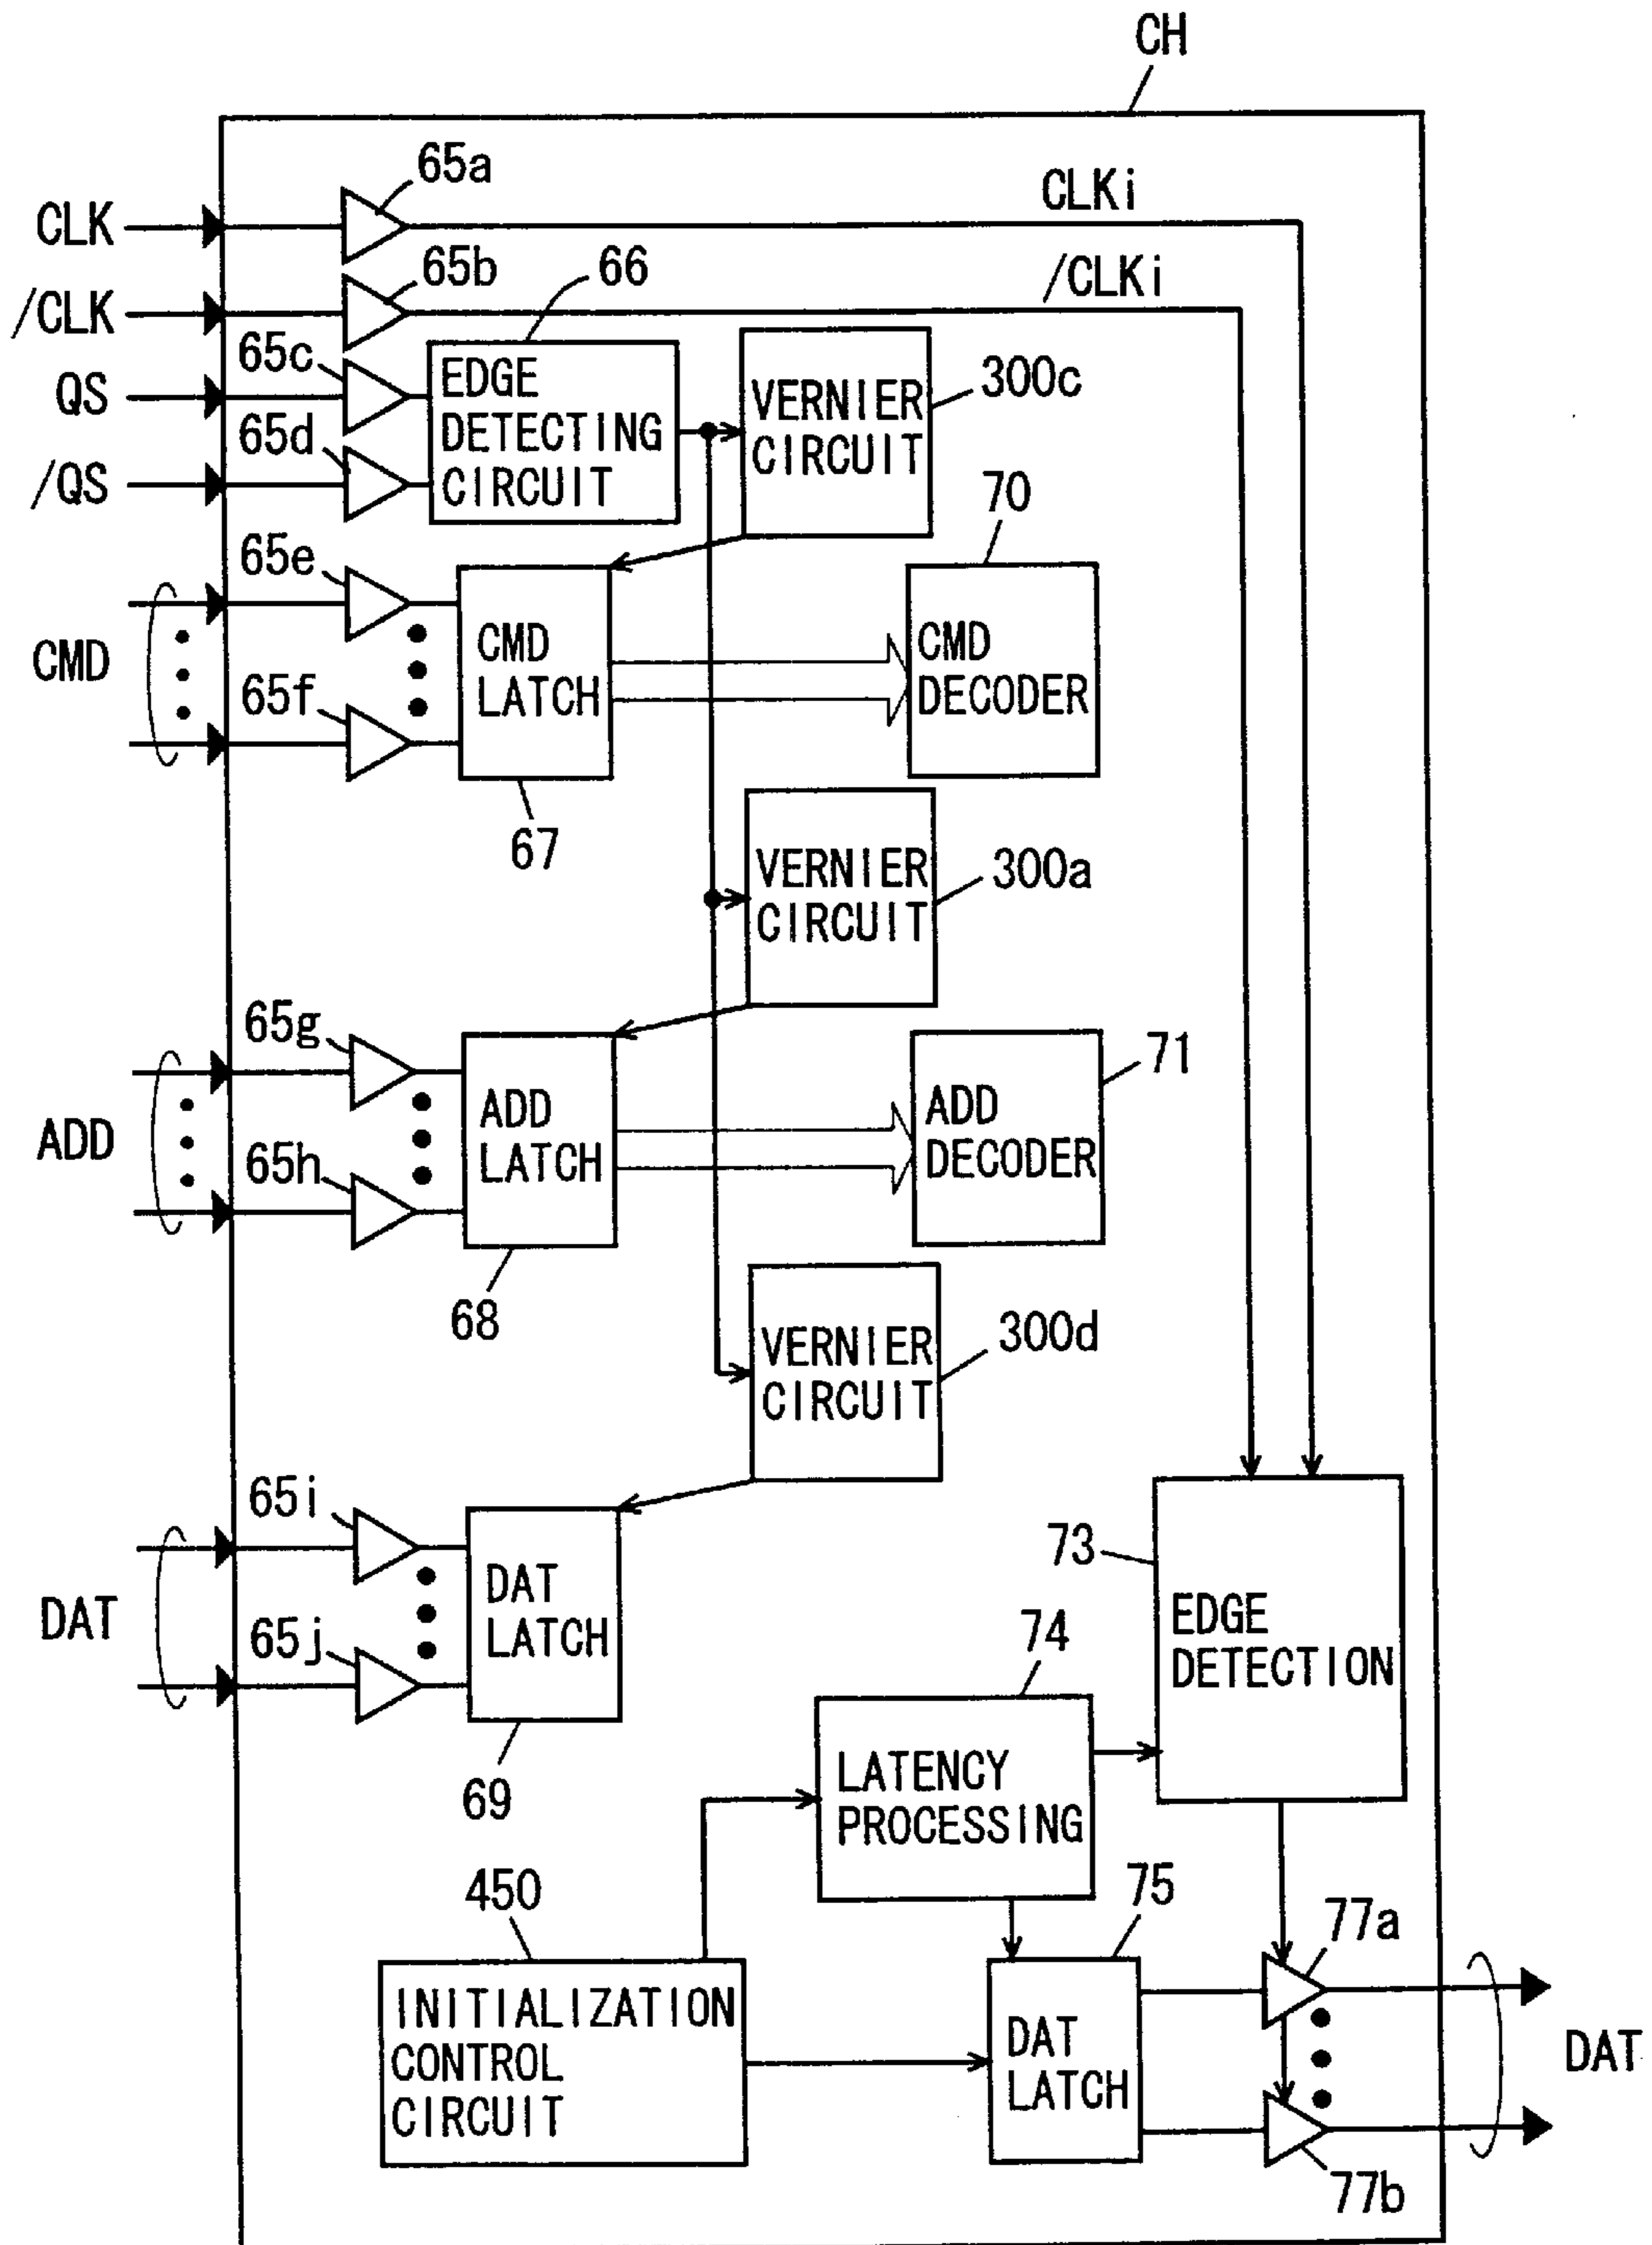 CH
65a
CLKi
CLK
65b
66
/CLKi
/CLK
65c
EDGE
DETECTING
CIRCUIT
VERNIER
CIRCUIT
300c
QS
65d
/QS
70
65e
CMD
LATCH
CMD
DECODER
CMD
65f
67
VERNIER
CIRCUIT
300a
65g
ADD
LATCH
ADD
DECODER
71
ADD
65h
68
VERNIER
CIRCUIT
300d
65i
DAT
LATCH
73
EDGE
DETECTION
DAT
65j
74
69
LATENCY
PROCESSING
450
75
77a
INITIALIZATION
CONTROL
CIRCUIT
DAT
LATCH
DAT
77b